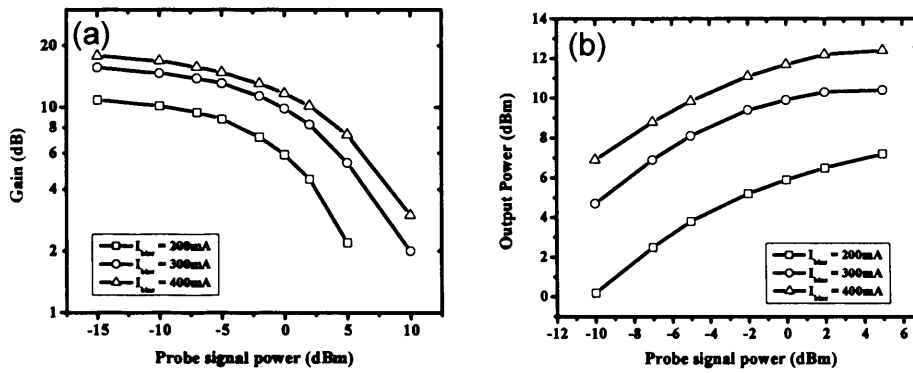 (a)
20
10
8
6
4
2
1
Gain (dB)
I_bias = 200mA
I_bias = 300mA
I_bias = 400mA
-15 -10 -5 0 5 10
Probe signal power (dBm)
(b)
14
12
10
8
6
4
2
0
Output Power (dBm)
I_bias = 200mA
I_bias = 300mA
I_bias = 400mA
-12 -10 -8 -6 -4 -2 0 2 4 6
Probe signal power (dBm)